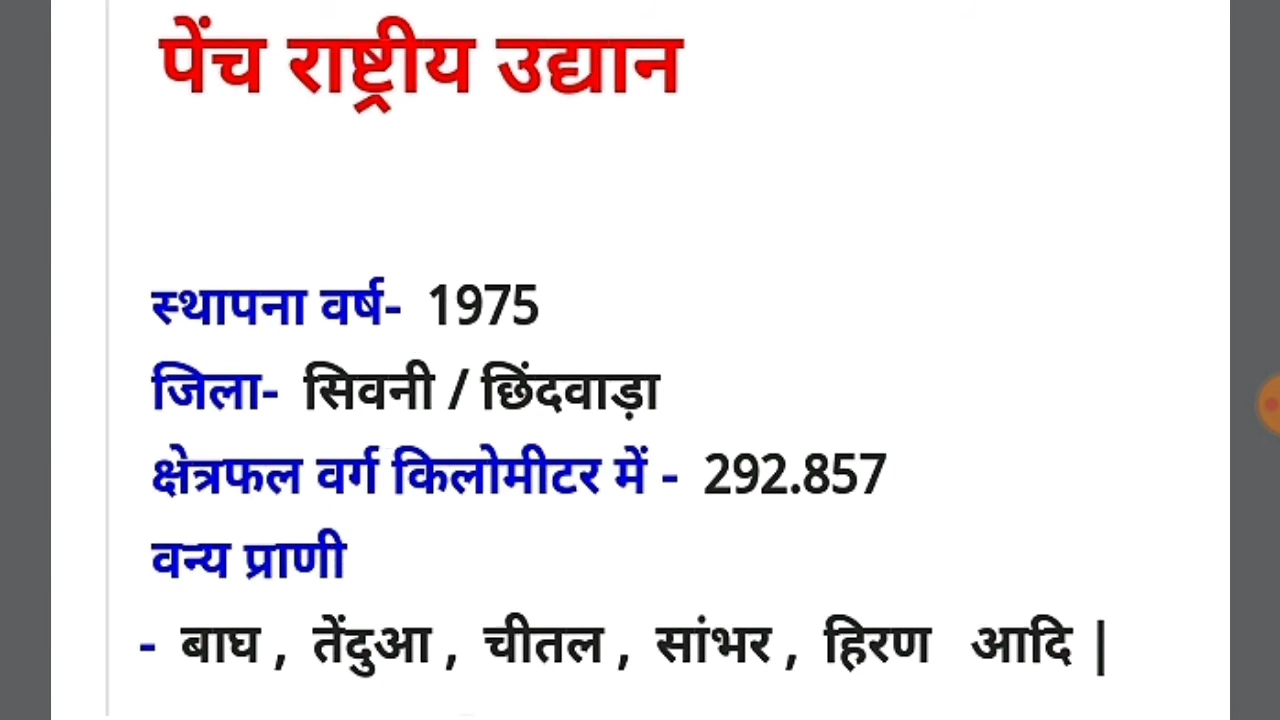 पेंच राष्ट्रीय उद्यान
स्थापना वर्ष- 1975
जिला- सिवनी / छिंदवाड़ा
क्षेत्रफल वर्ग किलोमीटर में - 292.857
वन्य प्राणी
- बाघ , तेंदुआ , चीतल , सांभर , हिरण आदि |